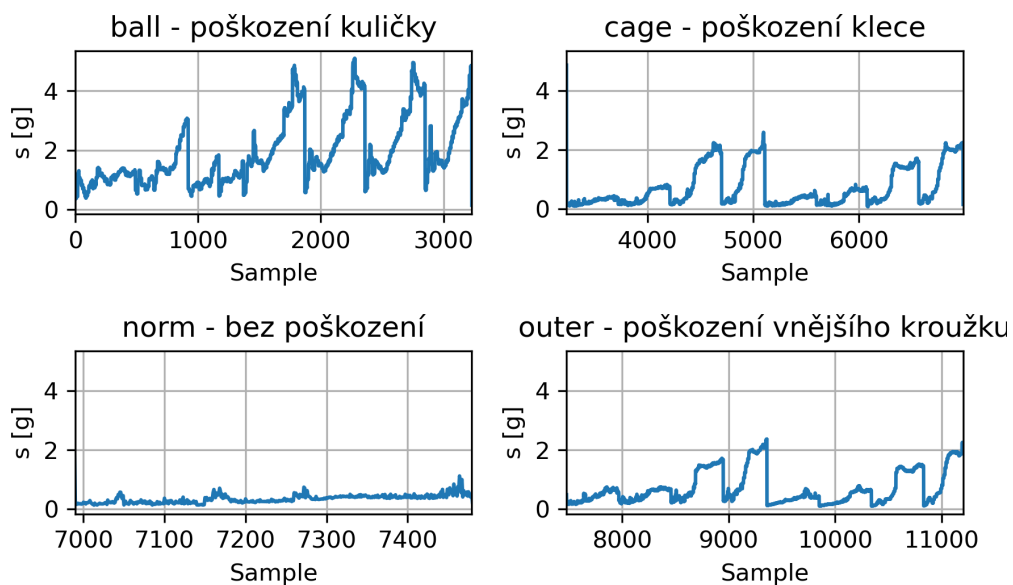 ball - poškození kuličky
cage - poškození klece
s [g]
4
2
0
0 1000 2000 3000
Sample
s [g]
4
2
0
4000 5000 6000
Sample
norm - bez poškození
outer - poškození vnějšího kroužku
s [g]
4
2
0
7000 7100 7200 7300 7400
Sample
s [g]
4
2
0
8000 9000 10000 11000
Sample